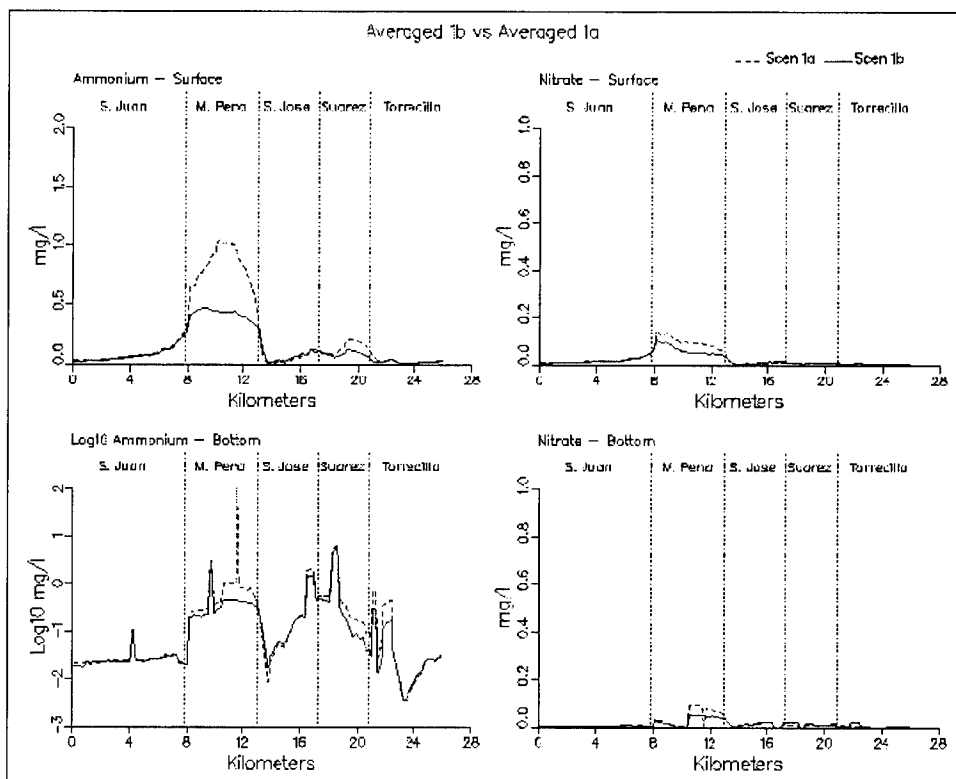 Averaged 1b vs Averaged 1a
Scen 1a Scen 1b
Ammonium – Surface
S. Juan M. Pena S. Jose Suarez Torrecilla
2.0
1.5
1.0
0.5
0.0
mg/l
0 4 8 12 16 20 24 28
Kilometers
Nitrate – Surface
S. Juan M. Pena S. Jose Suarez Torrecilla
1.0
0.8
0.6
0.4
0.2
0.0
mg/l
0 4 8 12 16 20 24 28
Kilometers
Log10 Ammonium – Bottom
S. Juan M. Pena S. Jose Suarez Torrecilla
2
1
0
-1
-2
-3
Log10 mg/l
0 4 8 12 16 20 24 28
Kilometers
Nitrate – Bottom
S. Juan M. Pena S. Jose Suarez Torrecilla
1.0
0.8
0.6
0.4
0.2
0.0
mg/l
0 4 8 12 16 20 24 28
Kilometers